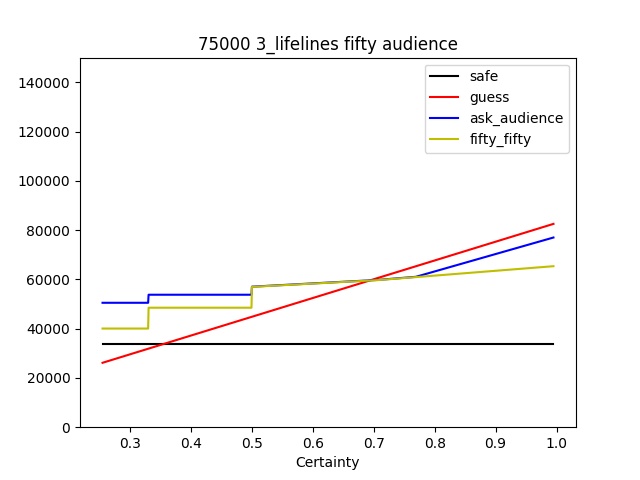 75000 3_lifelines fifty audience
safe
guess
ask_audience
fifty_fifty
140000
120000
100000
80000
60000
40000
20000
0
0.3 0.4 0.5 0.6 0.7 0.8 0.9 1.0
Certainty